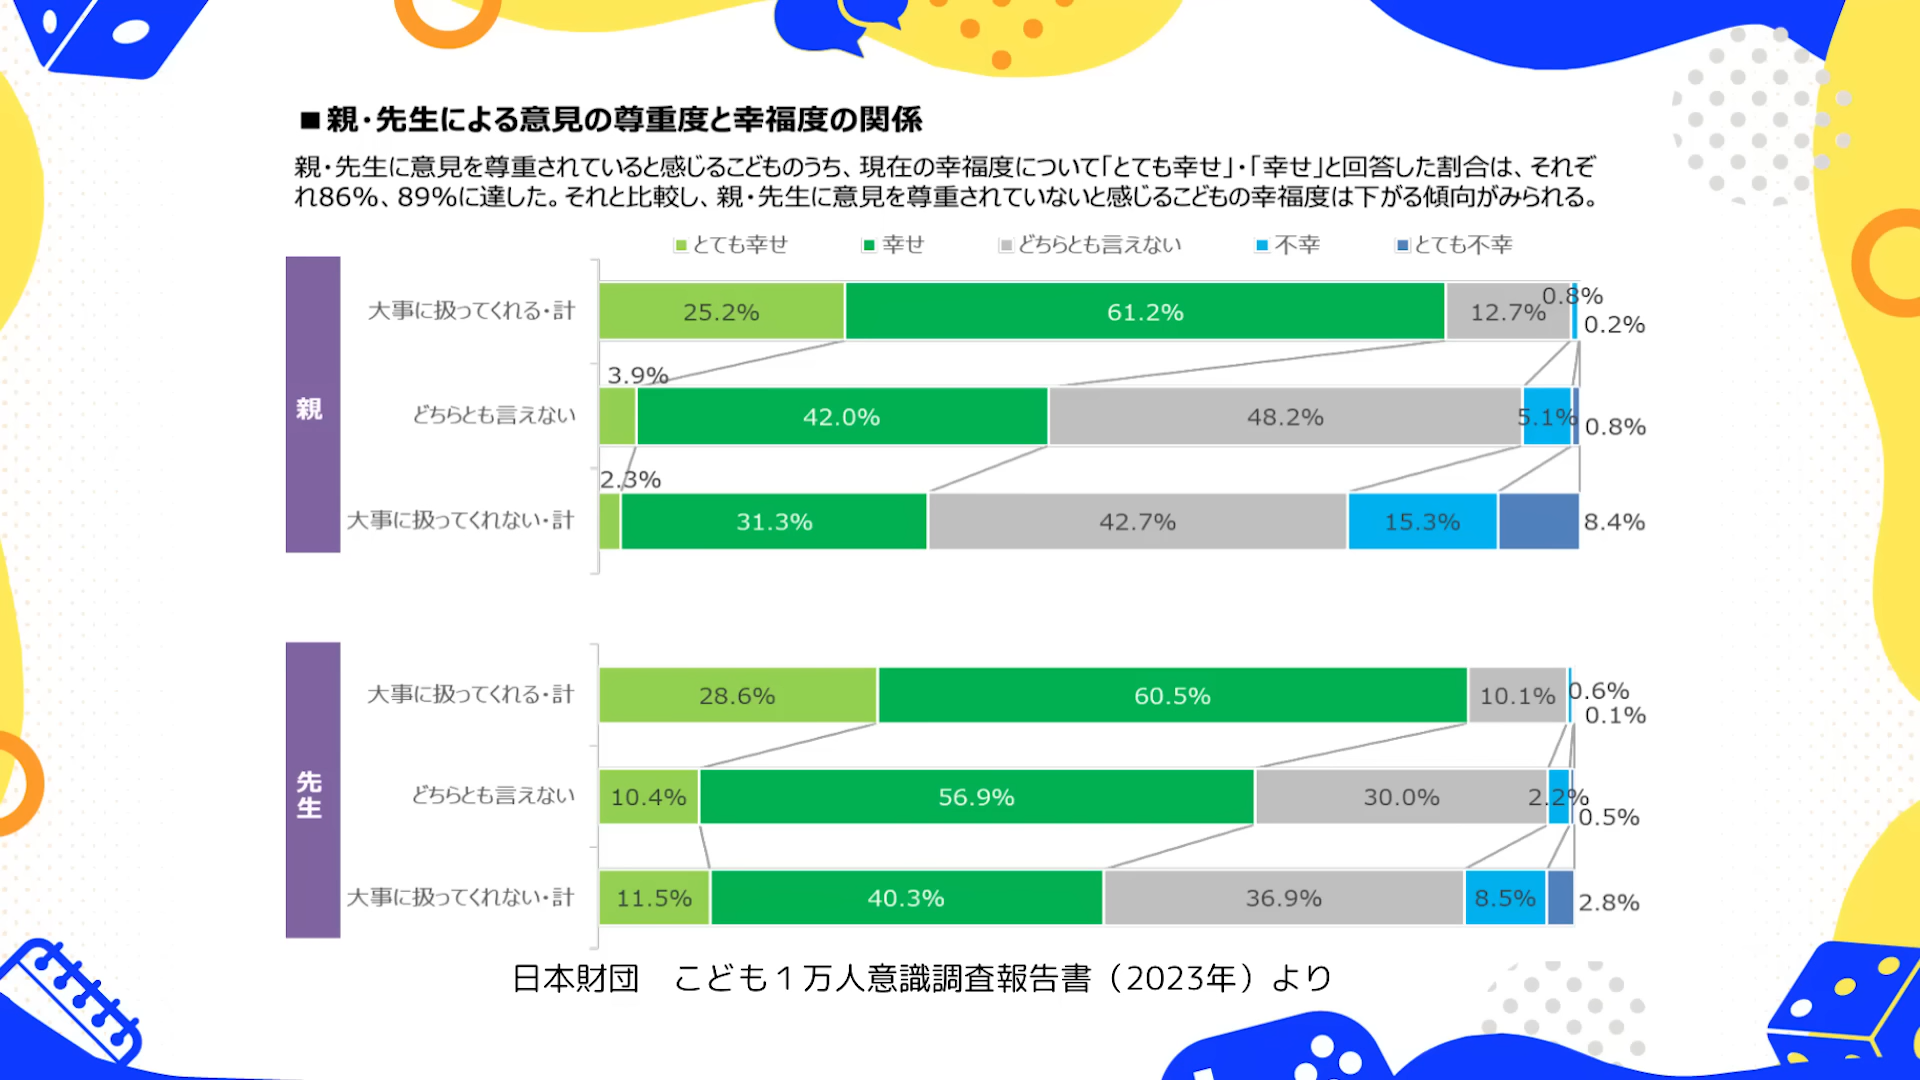 ■親・先生による意見の尊重度と幸福度の関係
親・先生に意見を尊重されていると感じるこどものうち、現在の幸福度について「とても幸せ」・「幸せ」と回答した割合は、それぞ
れ86%、89%に達した。それと比較し、親・先生に意見を尊重されていないと感じるこどもの幸福度は下がる傾向がみられる。
とても幸せ 幸せ どちらとも言えない 不幸 とても不幸
親
大事に扱ってくれる・計 25.2% 61.2% 12.7% 0.8% 0.2%
どちらとも言えない 3.9% 42.0% 48.2% 5.1% 0.8%
大事に扱ってくれない・計 2.3% 31.3% 42.7% 15.3% 8.4%
先生
大事に扱ってくれる・計 28.6% 60.5% 10.1% 0.6% 0.1%
どちらとも言えない 10.4% 56.9% 30.0% 2.2% 0.5%
大事に扱ってくれない・計 11.5% 40.3% 36.9% 8.5% 2.8%
日本財団　こども１万人意識調査報告書（2023年）より